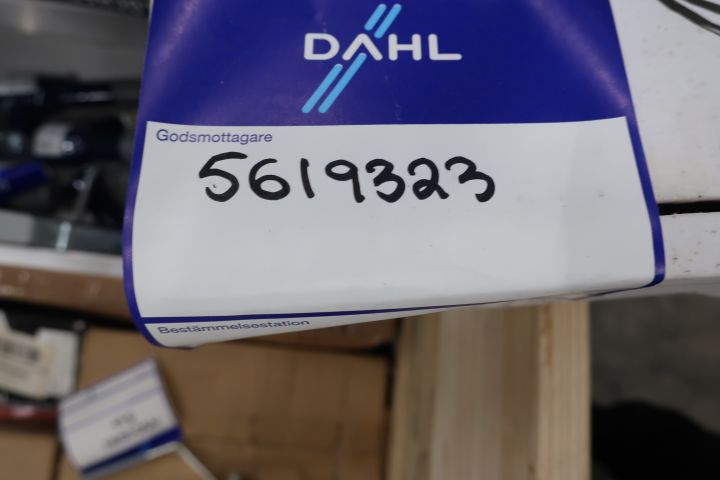 DAHL
Godsmottagare
5619323
Bestämmelsestation